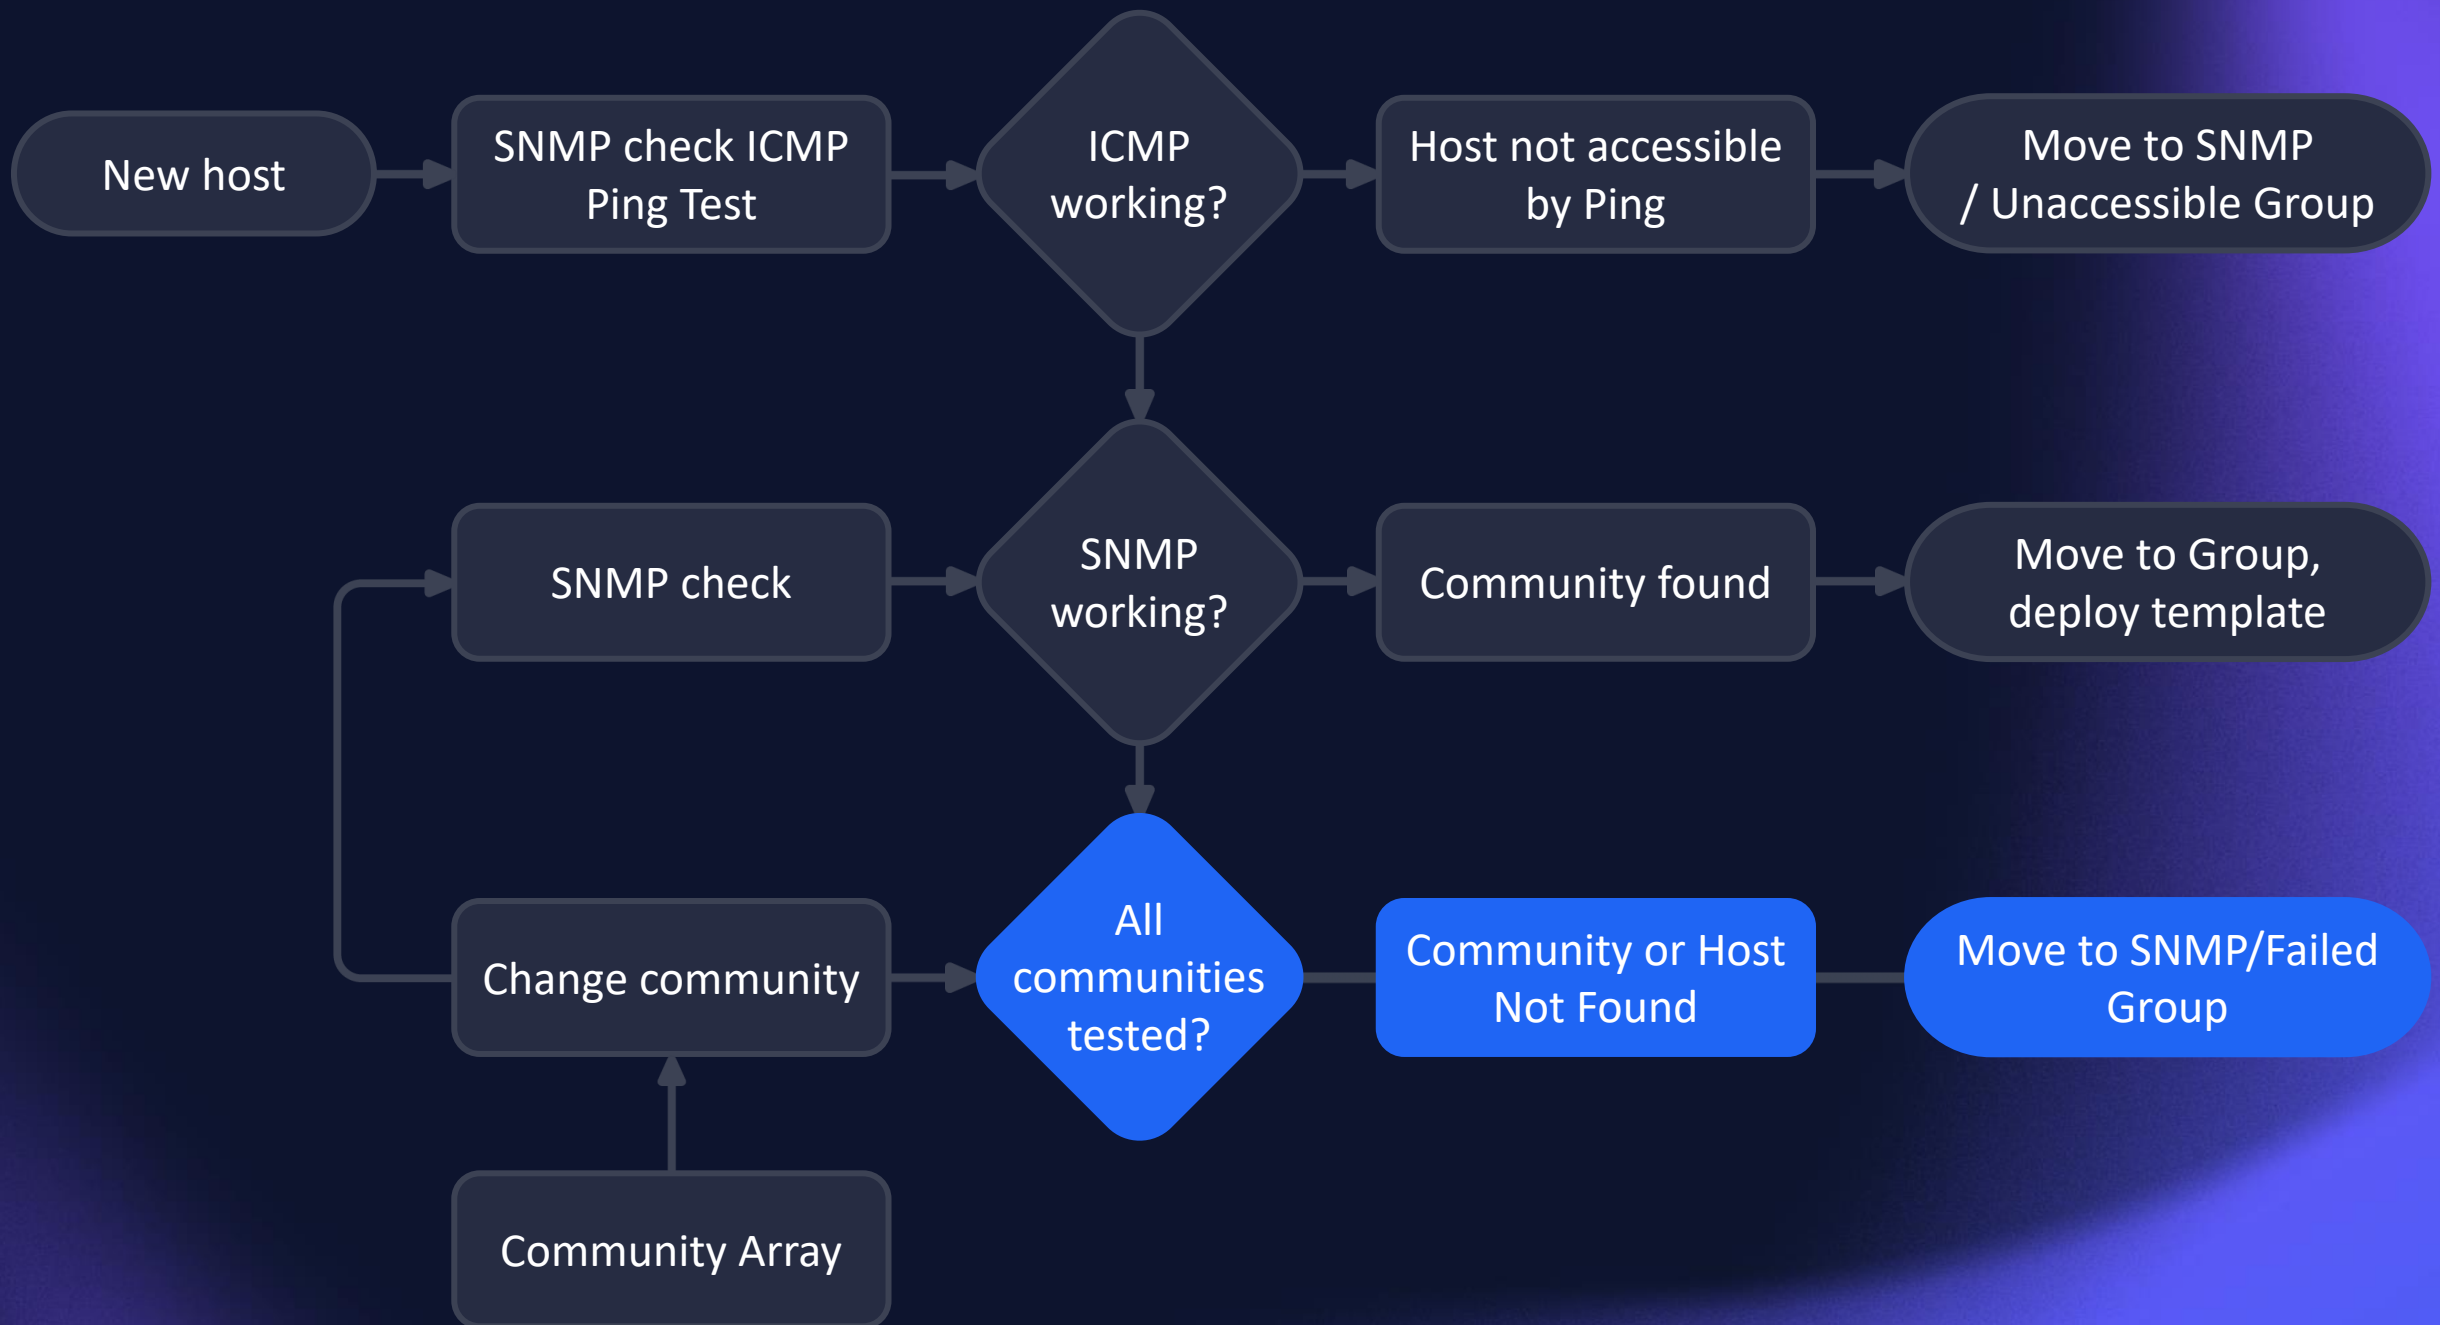 New host
SNMP check ICMP
Ping Test
ICMP
working?
Host not accessible
by Ping
Move to SNMP
/ Unaccessible Group
SNMP check
SNMP
working?
Community found
Move to Group,
deploy template
Change community
All
communities
tested?
Community or Host
Not Found
Move to SNMP/Failed
Group
Community Array